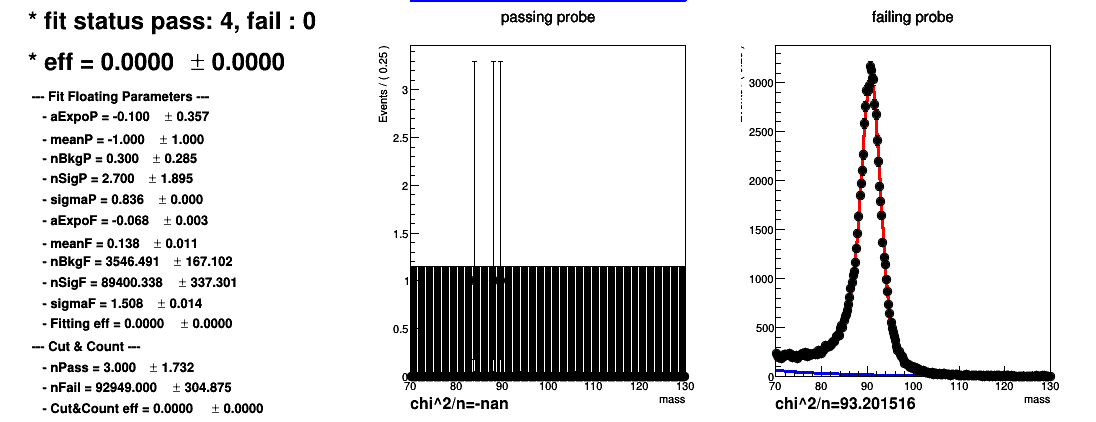 * fit status pass: 4, fail : 0
* eff = 0.0000 ± 0.0000
--- Fit Floating Parameters ---
- aExpoP = -0.100 ± 0.357
- meanP = -1.000 ± 1.000
- nBkgP = 0.300 ± 0.285
- nSigP = 2.700 ± 1.895
- sigmaP = 0.836 ± 0.000
- aExpoF = -0.068 ± 0.003
- meanF = 0.138 ± 0.011
- nBkgF = 3546.491 ± 167.102
- nSigF = 89400.338 ± 337.301
- sigmaF = 1.508 ± 0.014
- Fitting eff = 0.0000 ± 0.0000
--- Cut & Count ---
- nPass = 3.000 ± 1.732
- nFail = 92949.000 ± 304.875
- Cut&Count eff = 0.0000 ± 0.0000
passing probe
Events / ( 0.25 )
3
2.5
2
1.5
1
0.5
0
70 80 90 100 110 120 130
mass
chi^2/n=-nan
failing probe
3000
2500
2000
1500
1000
500
0
70 80 90 100 110 120 130
mass
chi^2/n=93.201516